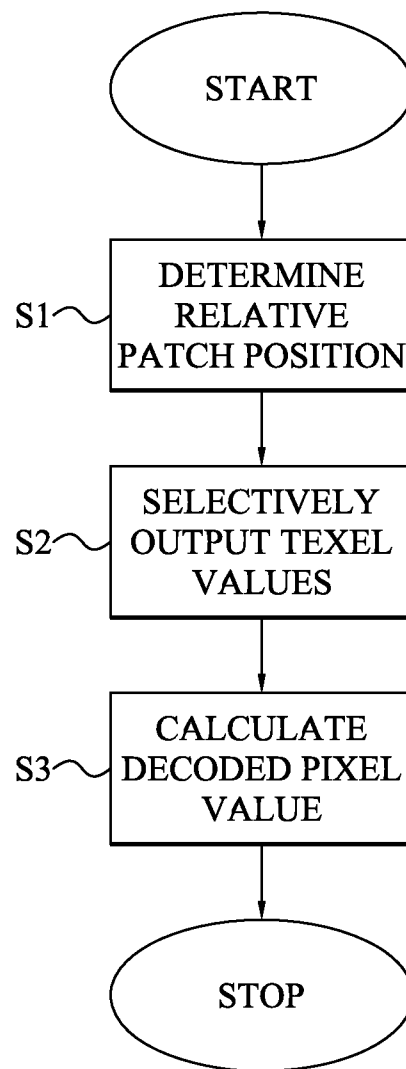 START
DETERMINE
S1 RELATIVE
PATCH POSITION
SELECTIVELY
S2 OUTPUT TEXEL
VALUES
CALCULATE
S3 DECODED PIXEL
VALUE
STOP